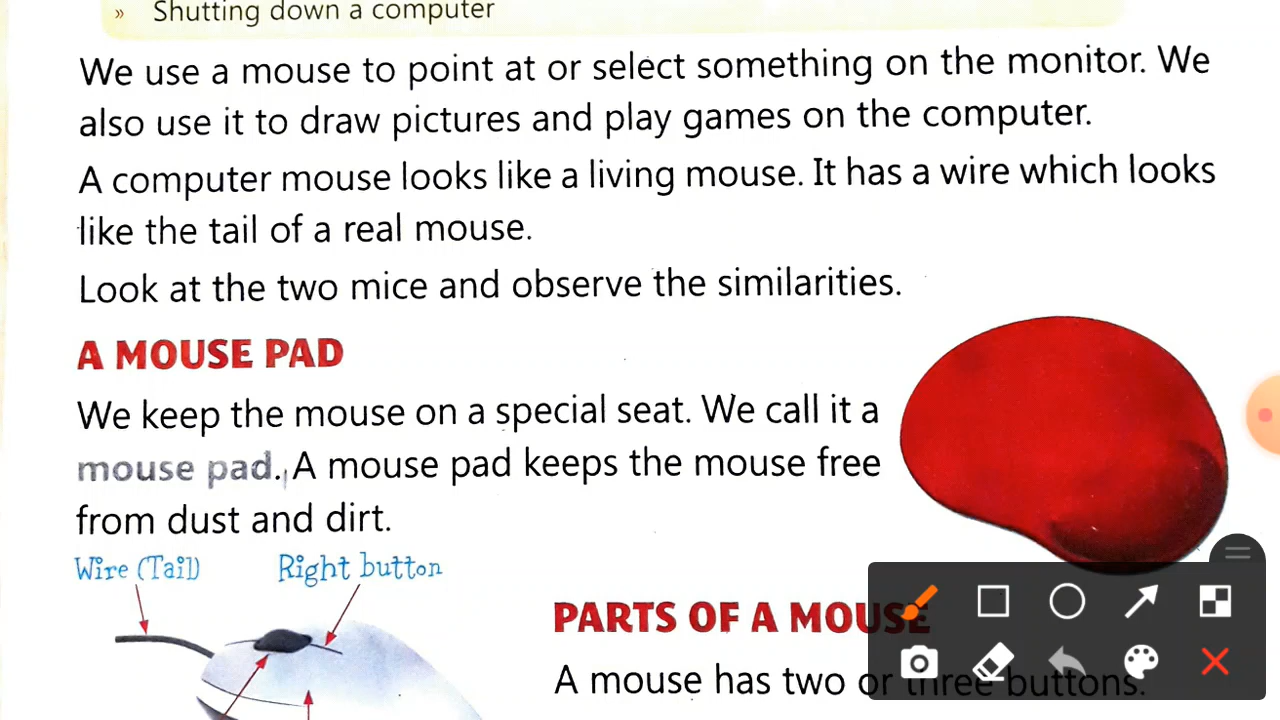 » Shutting down a computer
We use a mouse to point at or select something on the monitor. We
also use it to draw pictures and play games on the computer.
A computer mouse looks like a living mouse. It has a wire which looks
like the tail of a real mouse.
Look at the two mice and observe the similarities.
A MOUSE PAD
We keep the mouse on a special seat. We call it a
mouse pad. A mouse pad keeps the mouse free
from dust and dirt.
Wire (Tail) Right button
PARTS OF A MOUSE
A mouse has two or three buttons.